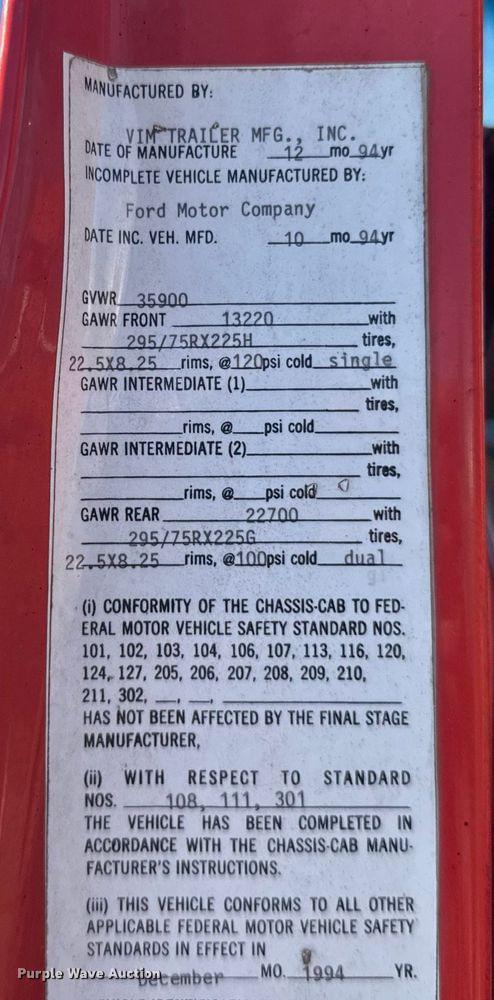 MANUFACTURED BY:
VIM TRAILER MFG., INC.
DATE OF MANUFACTURE 12 mo 94yr
INCOMPLETE VEHICLE MANUFACTURED BY:
Ford Motor Company
DATE INC. VEH. MFD. 10 mo 94yr
GVWR 35900
GAWR FRONT 13220 with
295/75RX225H tires,
22.5X8.25 rims, @120psi cold single
GAWR INTERMEDIATE (1) with
tires,
rims, @ psi cold
GAWR INTERMEDIATE (2) with
tires,
rims, @ psi cold
GAWR REAR 22700 with
295/75RX225G tires,
22.5X8.25 rims, @100psi cold dual
(i) CONFORMITY OF THE CHASSIS-CAB TO FED-
ERAL MOTOR VEHICLE SAFETY STANDARD NOS.
101, 102, 103, 104, 106, 107, 113, 116, 120,
124, 127, 205, 206, 207, 208, 209, 210,
211, 302, __, __,
HAS NOT BEEN AFFECTED BY THE FINAL STAGE
MANUFACTURER,
(ii) WITH RESPECT TO STANDARD
NOS. 108, 111, 301
THE VEHICLE HAS BEEN COMPLETED IN
ACCORDANCE WITH THE CHASSIS-CAB MANU-
FACTURER'S INSTRUCTIONS.
(iii) THIS VEHICLE CONFORMS TO ALL OTHER
APPLICABLE FEDERAL MOTOR VEHICLE SAFETY
STANDARDS IN EFFECT IN
December MO. 1994 YR.
Purple Wave Auction